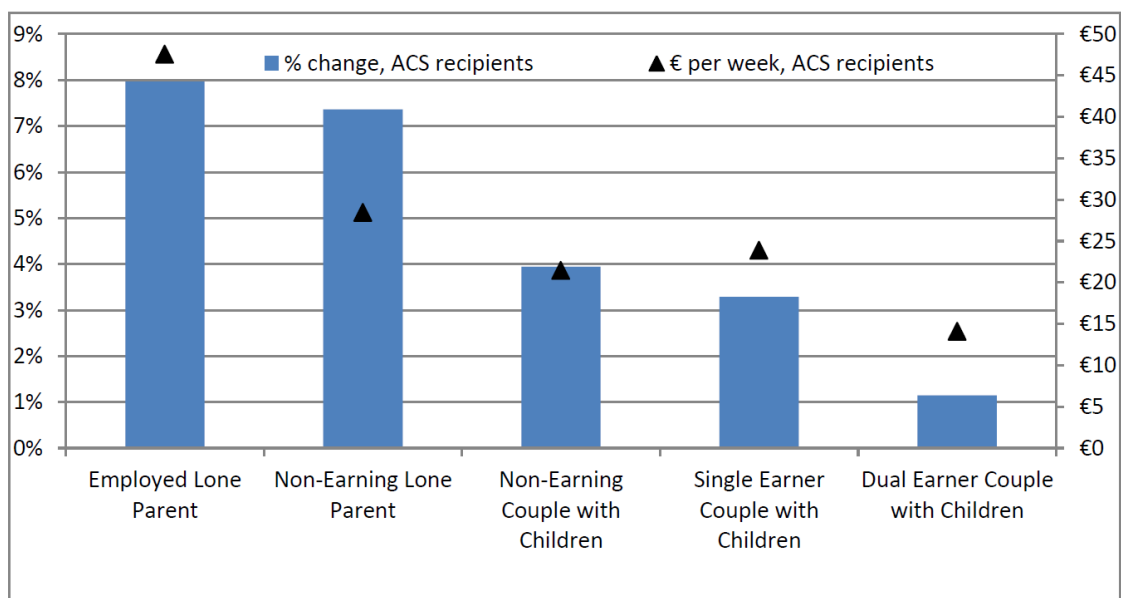 % change, ACS recipients
€ per week, ACS recipients
9%
8%
7%
6%
5%
4%
3%
2%
1%
0%
€50
€45
€40
€35
€30
€25
€20
€15
€10
€5
€0
Employed Lone
Parent
Non-Earning Lone
Parent
Non-Earning
Couple with
Children
Single Earner
Couple with
Children
Dual Earner Couple
with Children